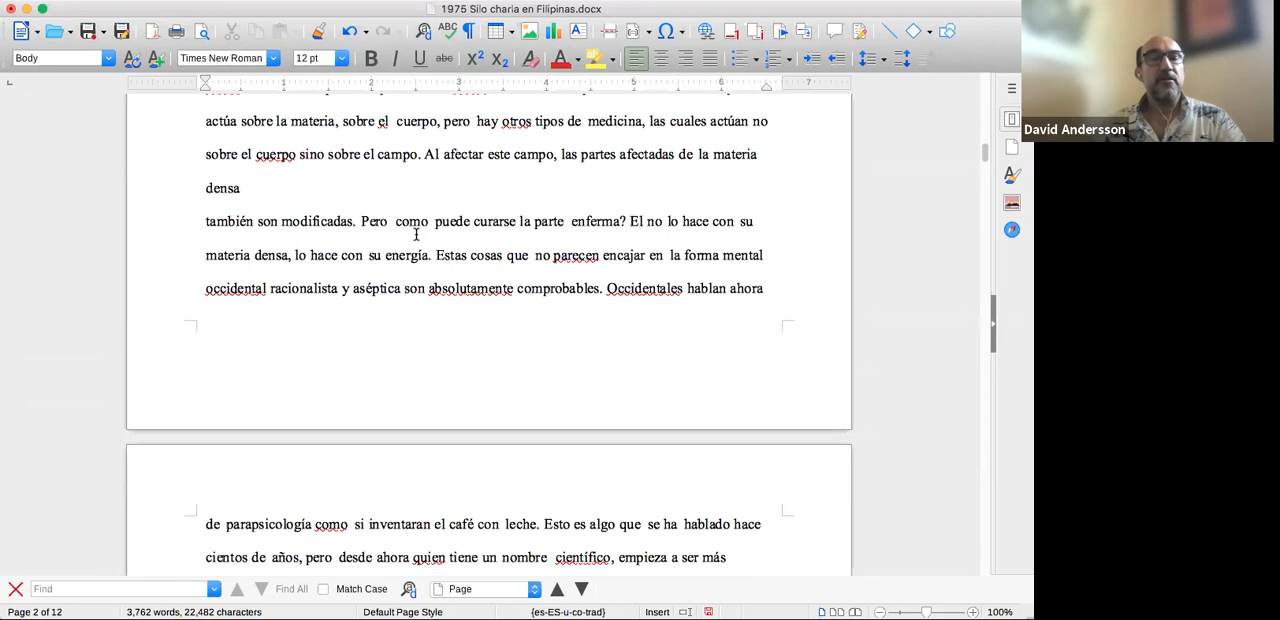 1975 Silo charia en Filipinas.docx
Body
Times New Roman
12 pt
1 2 3 4 5 6 7
David Andersson
actúa sobre la materia, sobre el cuerpo, pero hay otros tipos de medicina, las cuales actúan no
sobre el cuerpo sino sobre el campo. Al afectar este campo, las partes afectadas de la materia
densa
también son modificadas. Pero como puede curarse la parte enferma? El no lo hace con su
materia densa, lo hace con su energía. Estas cosas que no parecen encajar en la forma mental
occidental racionalista y aséptica son absolutamente comprobables. Occidentales hablan ahora
de parapsicología como si inventaran el café con leche. Esto es algo que se ha hablado hace
cientos de años, pero desde ahora quien tiene un nombre científico, empieza a ser más
Find
Find All
Match Case
Page
Page 2 of 12
3,762 words, 22,482 characters
Default Page Style
{es-ES-u-co-trad}
Insert
100%